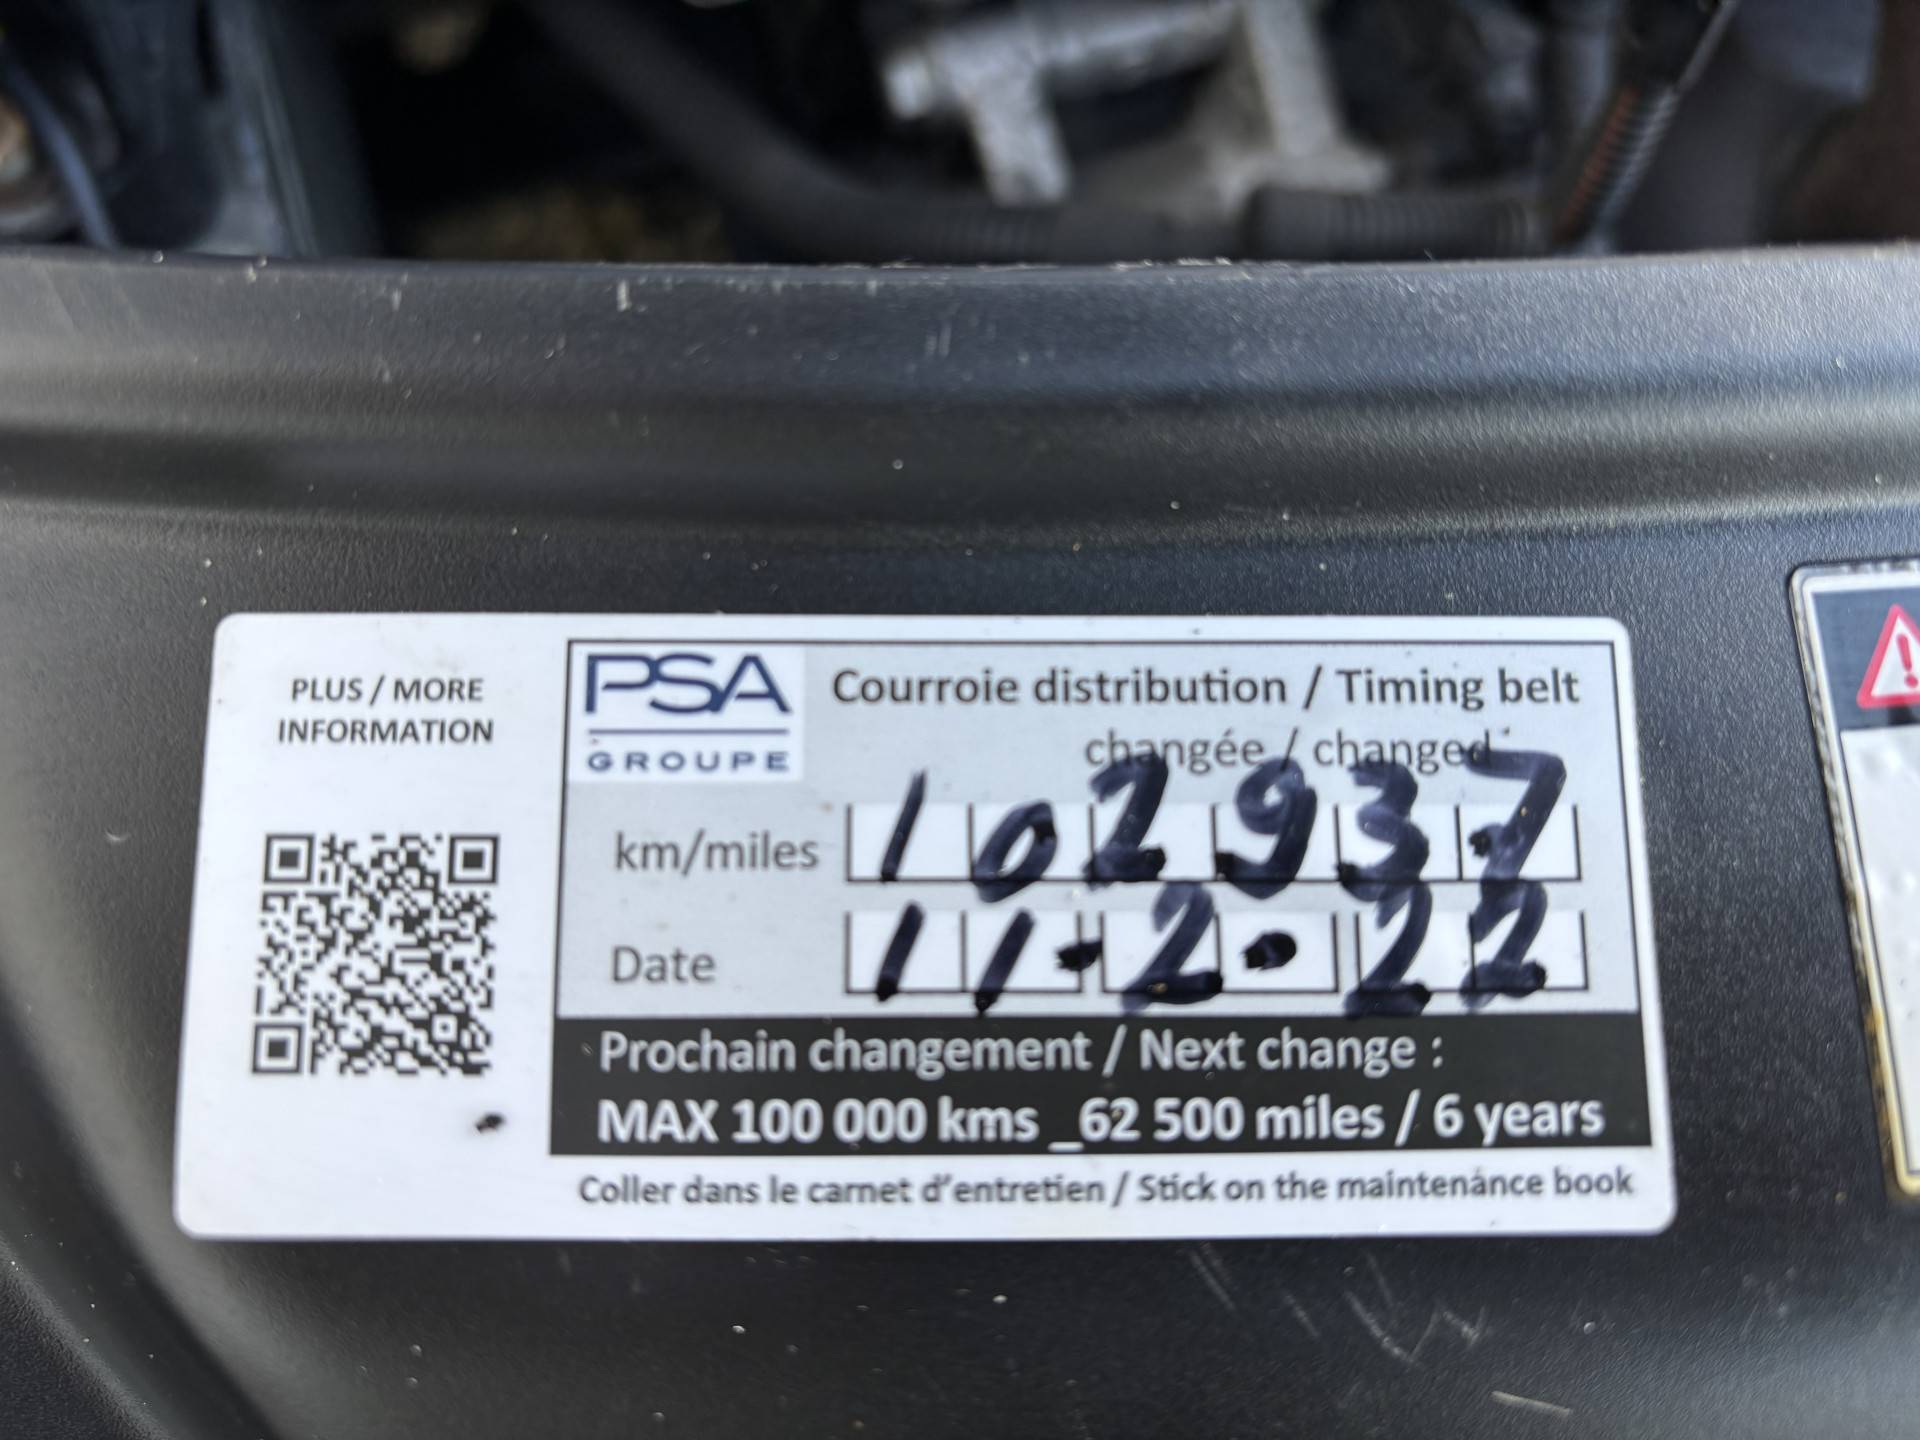 PLUS / MORE
INFORMATION
PSA
GROUPE
Courroie distribution / Timing belt
changée / changed
km/miles 102937
Date 11.2.22
Prochain changement / Next change :
MAX 100 000 kms _62 500 miles / 6 years
Coller dans le carnet d'entretien / Stick on the maintenance book